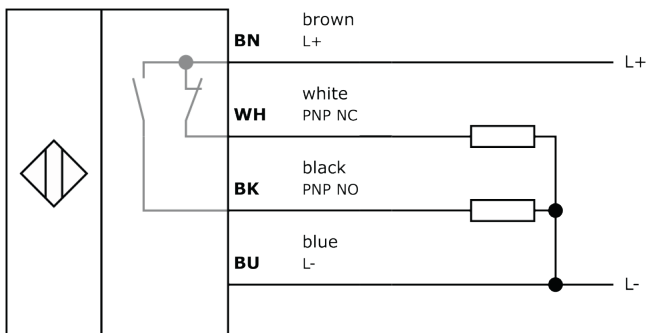 brown
BN L+
L+
white
WH PNP NC
black
BK PNP NO
blue
BU L-
L-